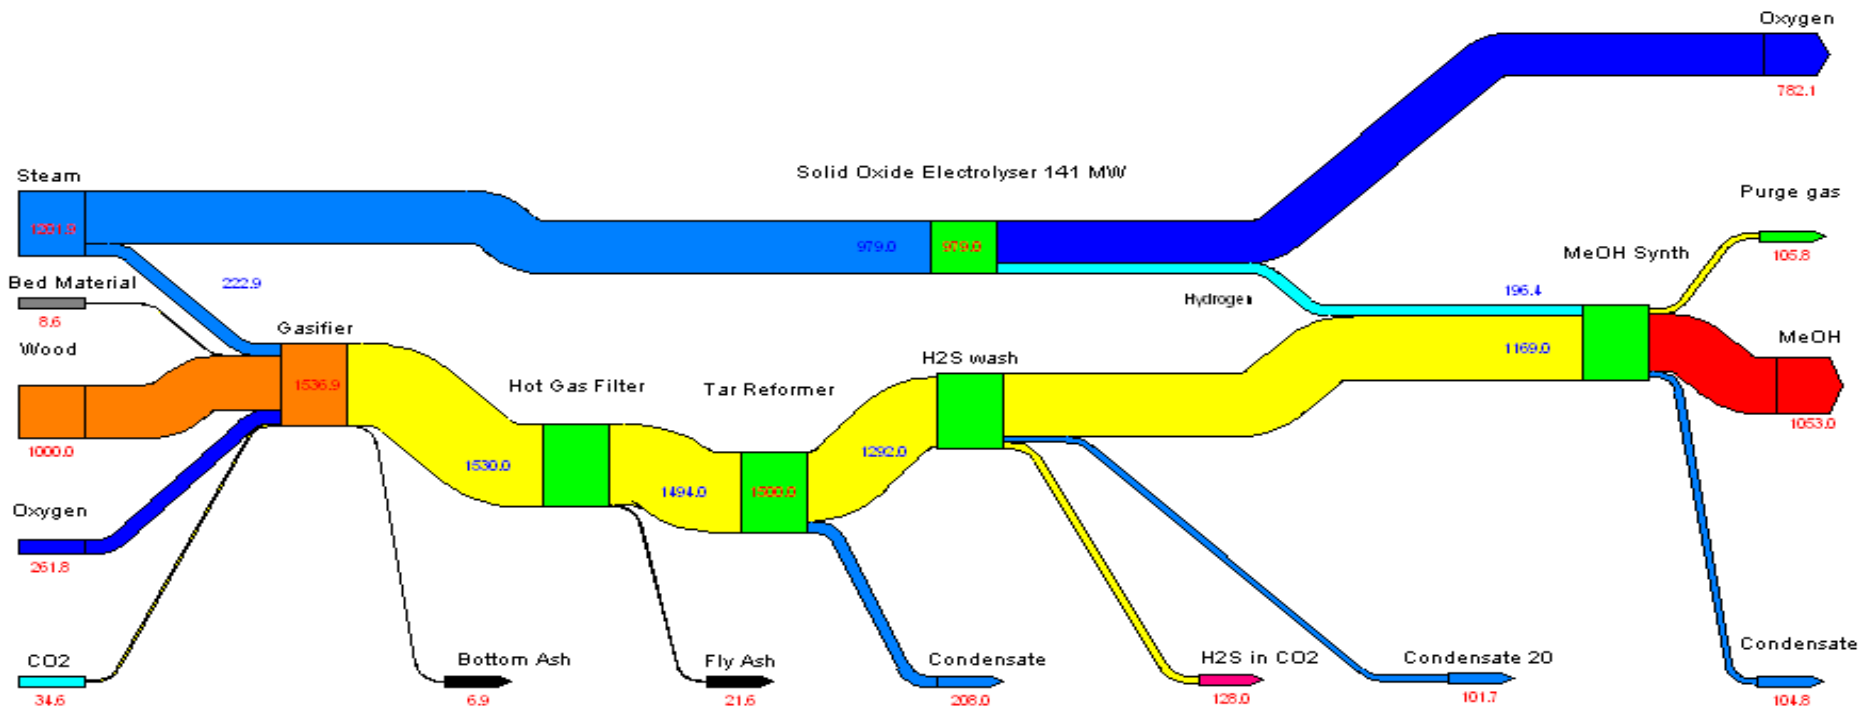 Oxygen
782.1
Steam
Solid Oxide Electrolyser 141 MW
Purge gas
979.0
979.0
105.8
MeOH Synth
Bed Material
222.9
8.6
Hydrogen
196.4
Gasifier
MeOH
Wood
1169.0
H2S wash
Hot Gas Filter
Tar Reformer
1536.9
1000.0
1053.0
1530.0
1494.0
1292.0
Oxygen
261.8
CO2
Bottom Ash
Fly Ash
Condensate
H2S in CO2
Condensate 20
Condensate
34.6
6.9
21.6
208.0
128.0
101.7
104.8